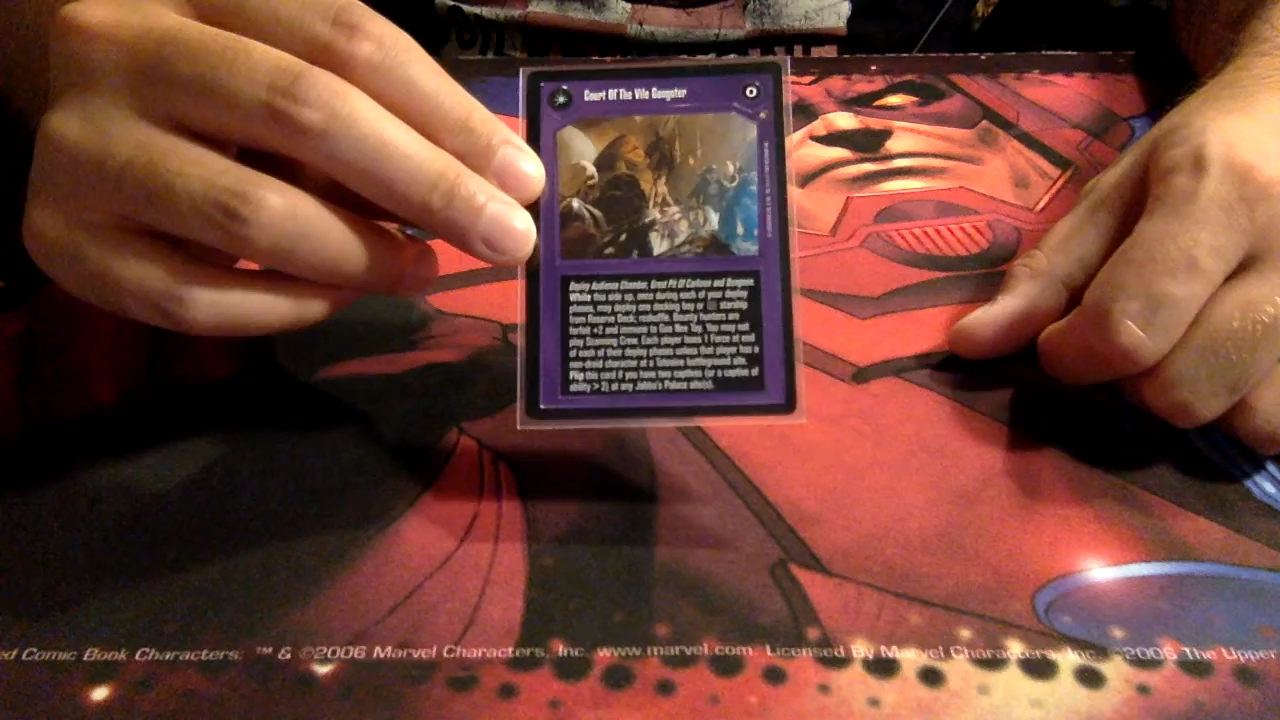 Court Of The Vile Gangster
0
Deploy Audience Chamber, Great Pit Of Carkoon and Dungeon.
While this side up, once during each of your deploy
phases, may deploy one docking bay or starship
from Reserve Deck; reshuffle. Bounty hunters are
forfeit +2 and immune to Goo Nee Tay. You may not
play Scanning Crew. Each player loses 1 Force at end
of each of their deploy phases unless that player has a
non-droid character at a Tatooine battleground site.
Flip this card if you have two captives (or a captive of
ability > 2) at any Jabba's Palace site(s).
ed Comic Book Characters: ™ & ©2006 Marvel Characters, Inc. www.marvel.com. Licensed By Marvel Characters, Inc. ©2006 The Upper